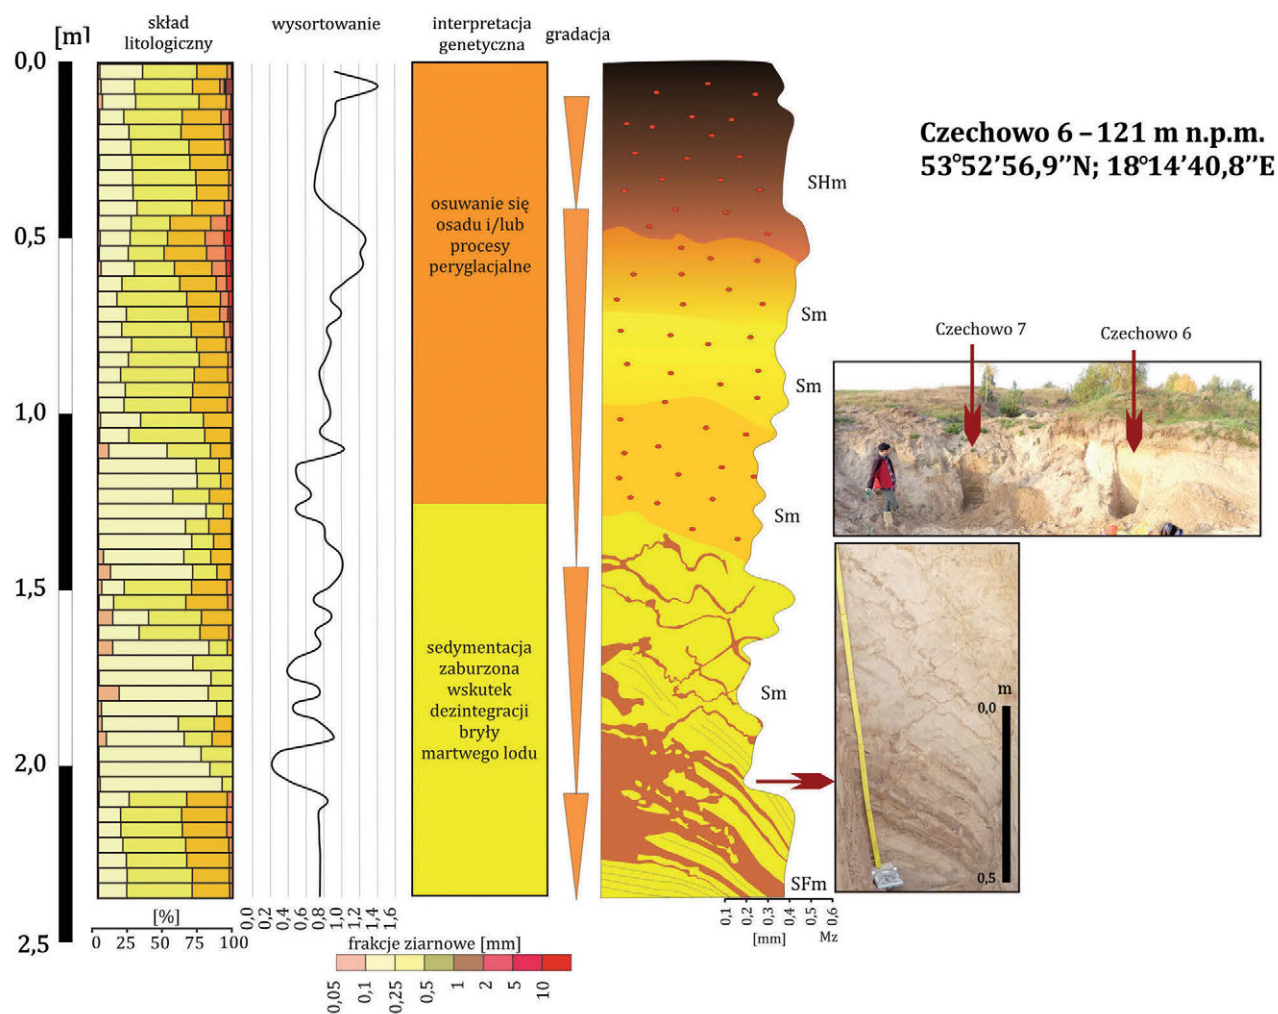 [m]
skład
litologiczny
wysortowanie
interpretacja
genetyczna
gradacja
0,0
0,5
1,0
1,5
2,0
2,5
osuwanie się
osadu i/lub
procesy
peryglacjalne
sedymentacja
zaburzona
wskutek
dezintegracji
bryły
martwego lodu
SHm
Sm
Sm
Sm
Sm
SFm
Czechowo 6 – 121 m n.p.m.
53°52'56,9"N; 18°14'40,8"E
Czechowo 7
Czechowo 6
m
0,0
0,5
[%]
0 25 50 75 100
0,0 0,2 0,4 0,6 0,8 1,0 1,2 1,4 1,6
0,1 0,2 0,3 0,4 0,5 0,6
[mm] Mz
frakcje ziarnowe [mm]
0,05 0,1 0,25 0,5 1 2 5 10